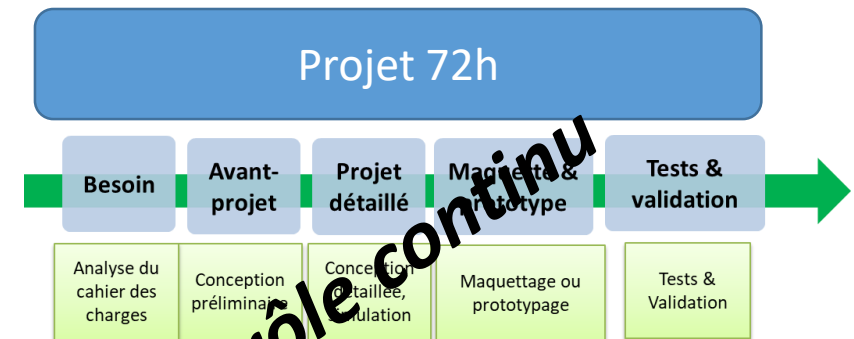 Projet 72h
Besoin
Avant-
projet
Projet
détaillé
Maquette &
prototype
Tests &
validation
Analyse du
cahier des
charges
Conception
préliminaire
Conception
détaillée,
simulation
Maquettage ou
prototypage
Tests &
Validation
rôle continu